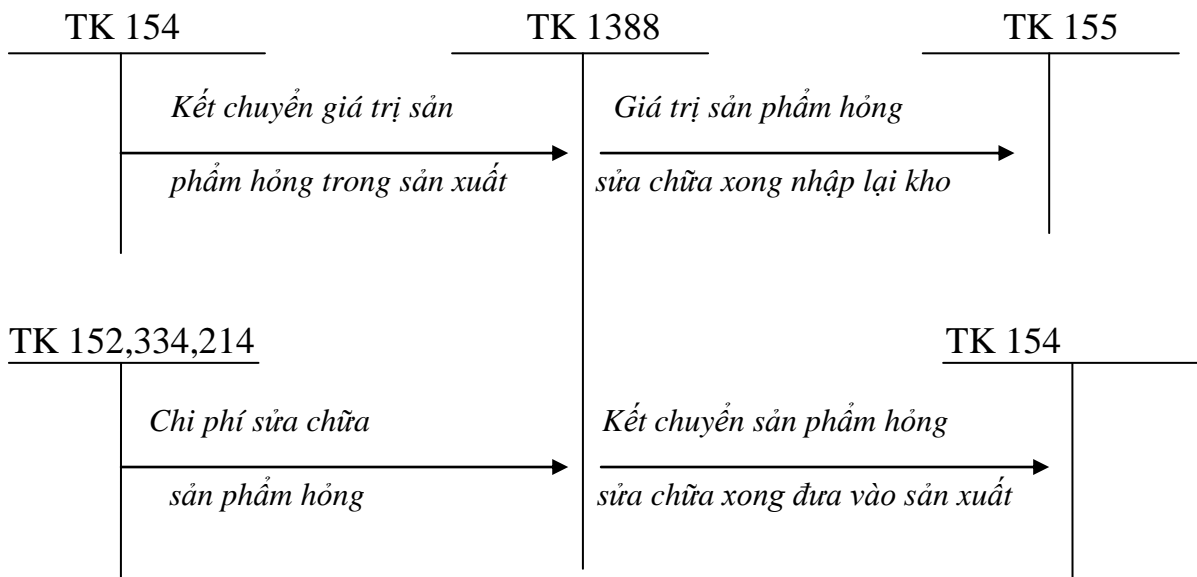 TK 154
TK 1388
TK 155
Kết chuyển giá trị sản
Giá trị sản phẩm hỏng
phẩm hỏng trong sản xuất
sửa chữa xong nhập lại kho
TK 152,334,214
TK 154
Chi phí sửa chữa
Kết chuyển sản phẩm hỏng
sản phẩm hỏng
sửa chữa xong đưa vào sản xuất